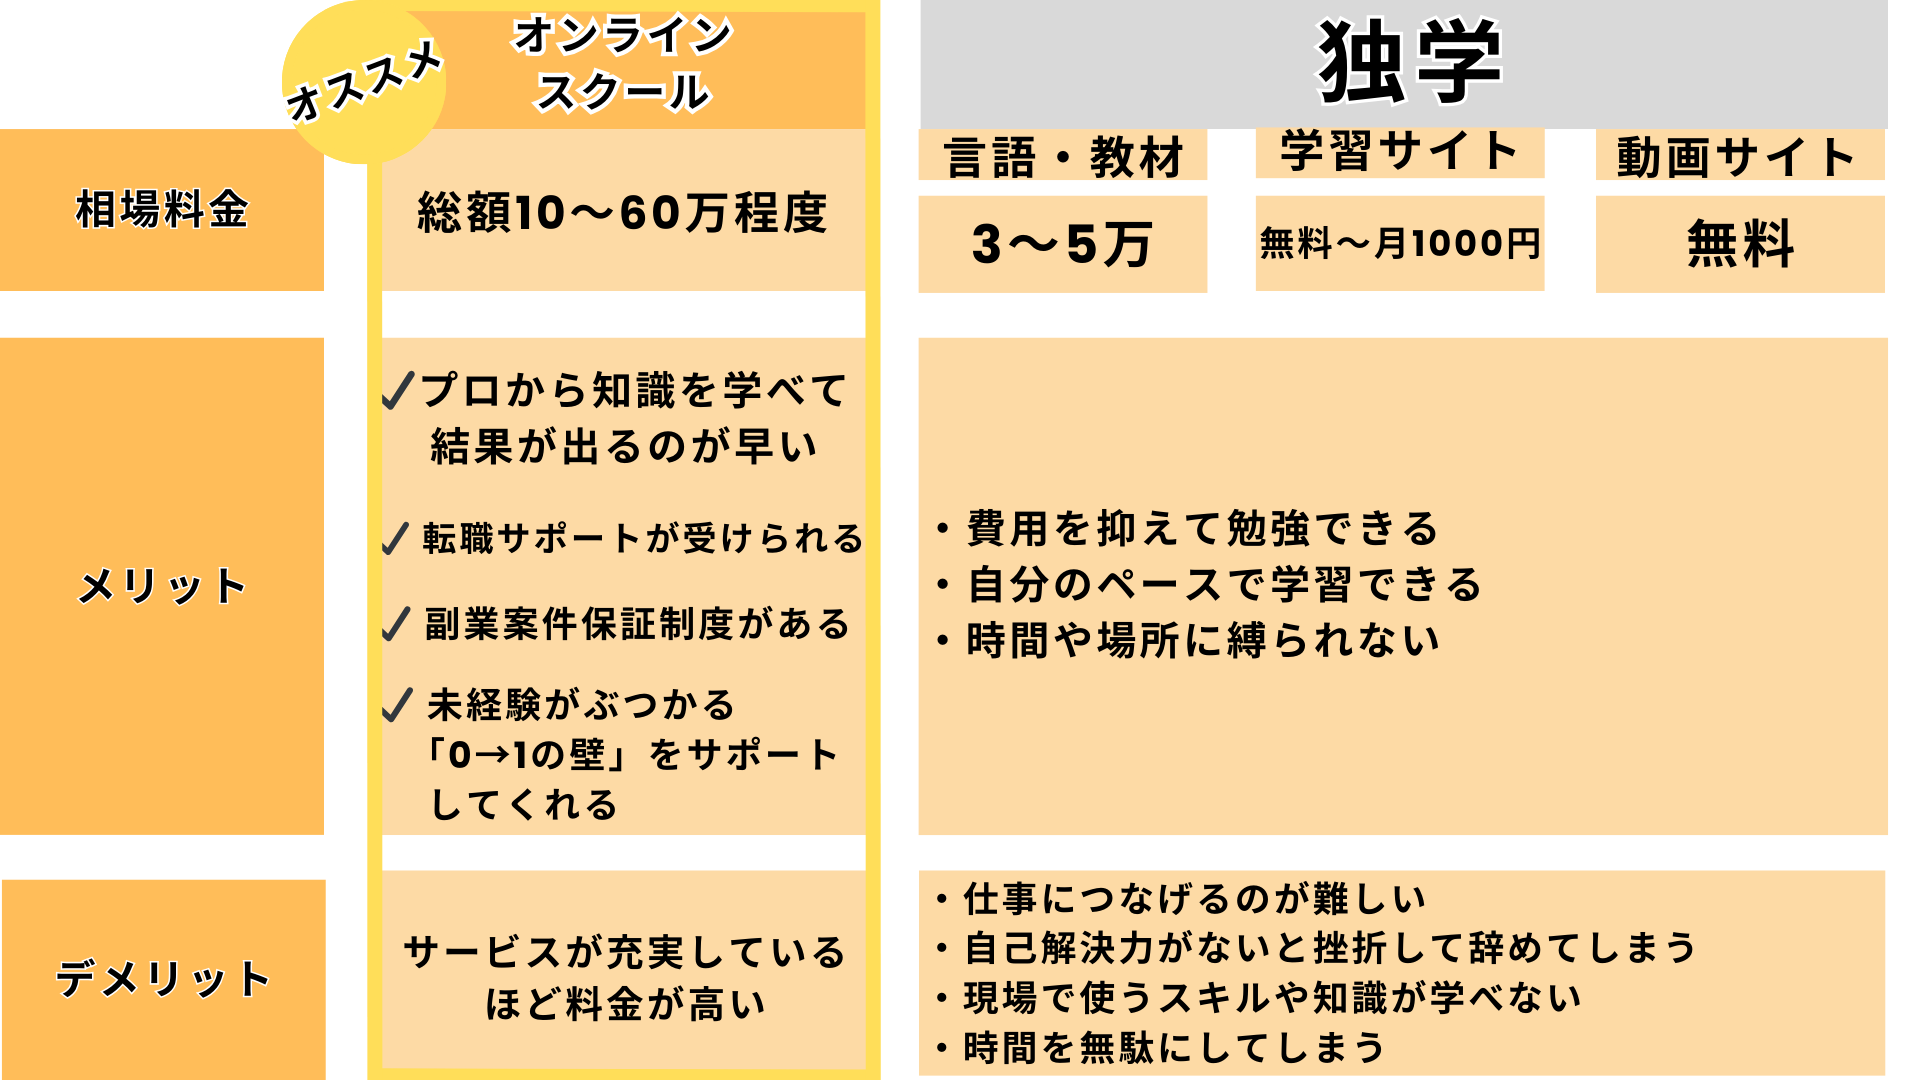 オススメ
オンライン
スクール
独学
言語・教材
学習サイト
動画サイト
相場料金
総額10〜60万程度
3〜5万
無料〜月1000円
無料
メリット
プロから知識を学べて
結果が出るのが早い
転職サポートが受けられる
副業案件保証制度がある
未経験がぶつかる
「0→1の壁」をサポート
してくれる
・費用を抑えて勉強できる
・自分のペースで学習できる
・時間や場所に縛られない
デメリット
サービスが充実している
ほど料金が高い
・仕事につなげるのが難しい
・自己解決力がないと挫折して辞めてしまう
・現場で使うスキルや知識が学べない
・時間を無駄にしてしまう